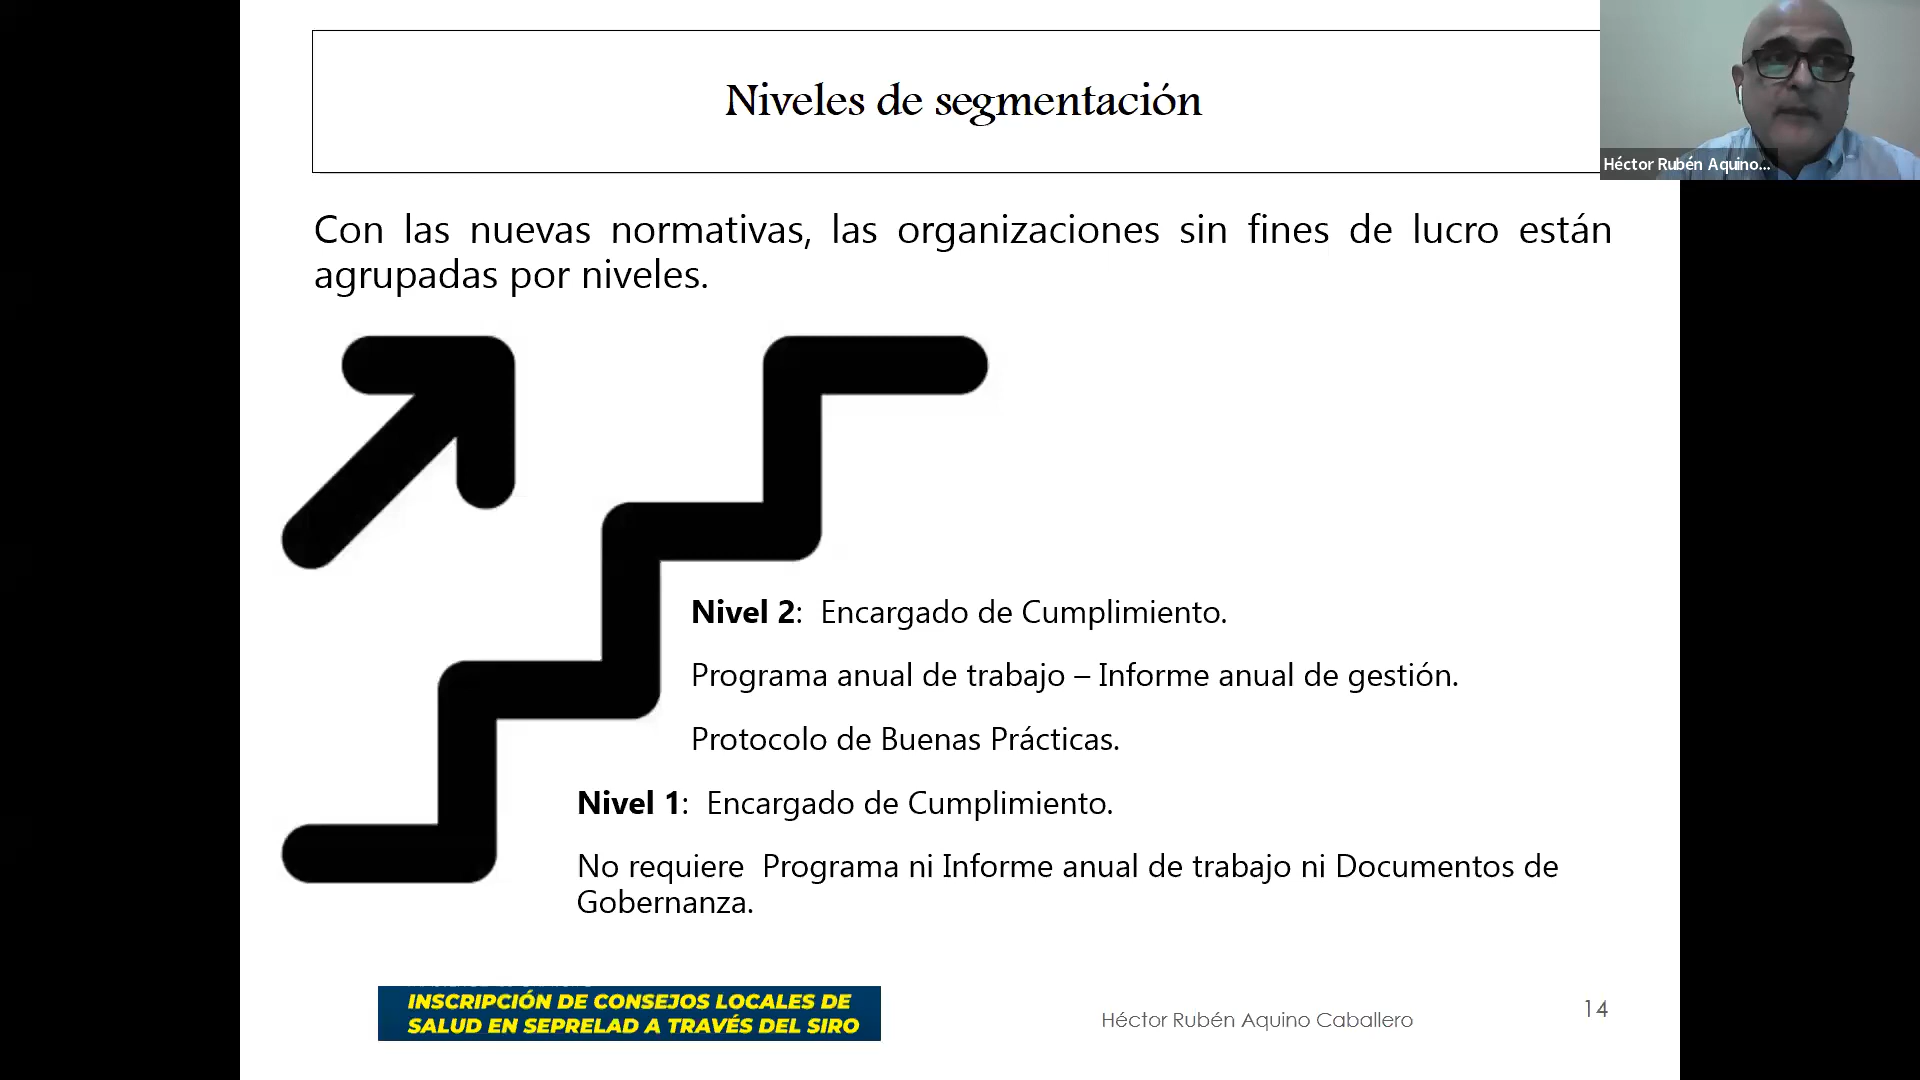 Niveles de segmentación
Héctor Rubén Aquino...
Con las nuevas normativas, las organizaciones sin fines de lucro están
agrupadas por niveles.
Nivel 2: Encargado de Cumplimiento.
Programa anual de trabajo – Informe anual de gestión.
Protocolo de Buenas Prácticas.
Nivel 1: Encargado de Cumplimiento.
No requiere Programa ni Informe anual de trabajo ni Documentos de
Gobernanza.
INSCRIPCIÓN DE CONSEJOS LOCALES DE
SALUD EN SEPRELAD A TRAVÉS DEL SIRO
Héctor Rubén Aquino Caballero
14